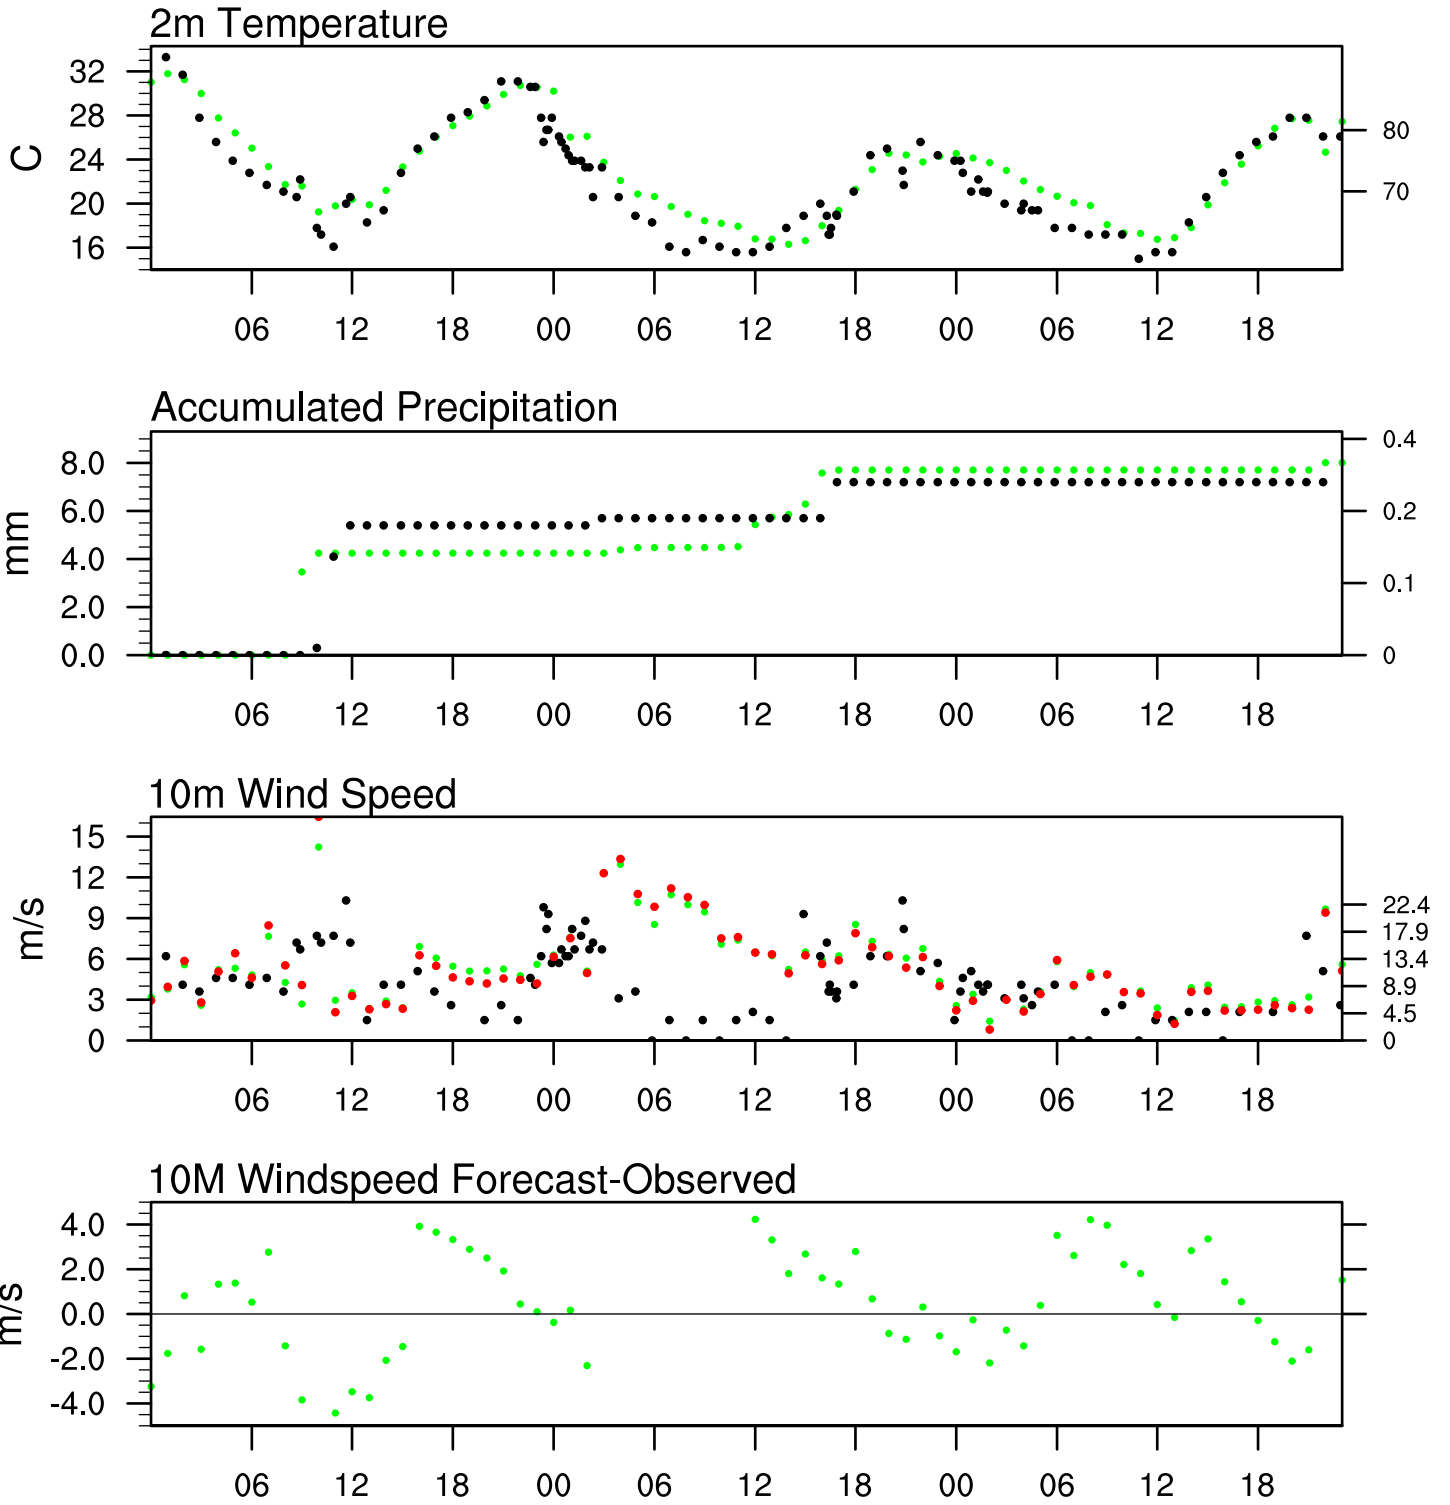 2m Temperature
C
32
28
24
20
16
80
70
06 12 18 00 06 12 18 00 06 12 18
Accumulated Precipitation
mm
8.0
6.0
4.0
2.0
0.0
0.4
0.2
0.1
0
06 12 18 00 06 12 18 00 06 12 18
10m Wind Speed
m/s
15
12
9
6
3
0
22.4
17.9
13.4
8.9
4.5
0
06 12 18 00 06 12 18 00 06 12 18
10M Windspeed Forecast-Observed
m/s
4.0
2.0
0.0
-2.0
-4.0
06 12 18 00 06 12 18 00 06 12 18